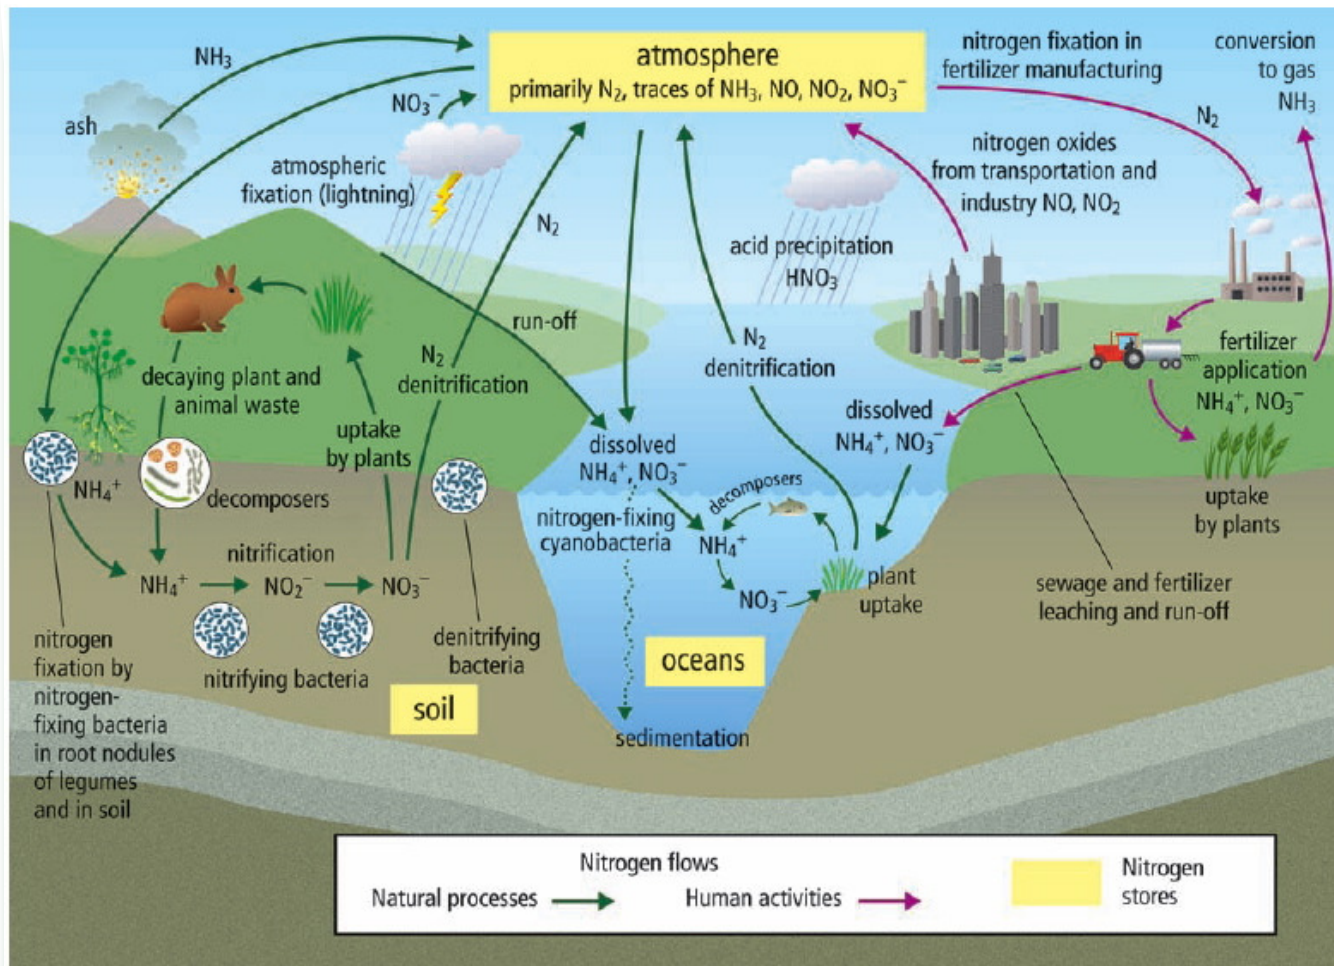 atmosphere
primarily N₂, traces of NH₃, NO, NO₂, NO₃⁻
NH₃
ash
NO₃⁻
atmospheric
fixation (lightning)
N₂
nitrogen fixation in
fertilizer manufacturing
conversion
to gas
NH₃
N₂
nitrogen oxides
from transportation and
industry NO, NO₂
acid precipitation
HNO₃
run-off
decaying plant and
animal waste
N₂
denitrification
uptake
by plants
NH₄⁺
decomposers
nitrification
NH₄⁺
NO₂⁻
NO₃⁻
nitrifying bacteria
nitrogen
fixation by
nitrogen-
fixing bacteria
in root nodules
of legumes
and in soil
denitrifying
bacteria
soil
dissolved
NH₄⁺, NO₃⁻
nitrogen-fixing
cyanobacteria
decomposers
NH₄⁺
NO₃⁻
plant
uptake
oceans
sedimentation
N₂
denitrification
dissolved
NH₄⁺, NO₃⁻
fertilizer
application
NH₄⁺, NO₃⁻
uptake
by plants
sewage and fertilizer
leaching and run-off
Nitrogen flows
Natural processes
Human activities
Nitrogen
stores